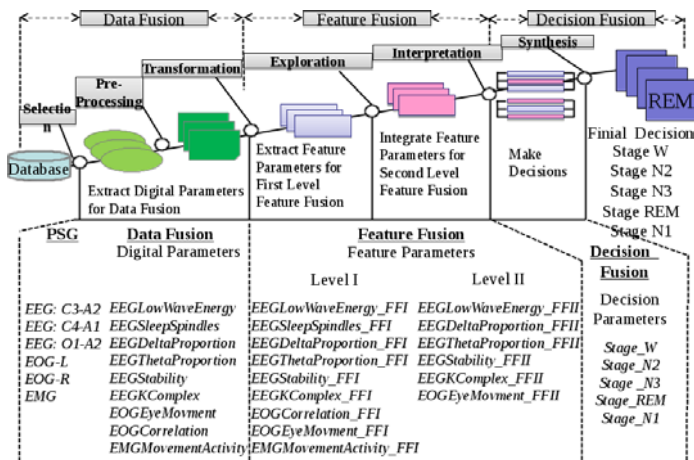 Data Fusion
Feature Fusion
Decision Fusion
Selectio
n
Pre-
Processing
Transformation
Exploration
Interpretation
Synthesis
Database
REM
Extract Digital Parameters
for Data Fusion
Extract Feature
Parameters for
First Level
Feature Fusion
Integrate Feature
Parameters for
Second Level
Feature Fusion
Make
Decisions
Finial Decision
Stage W
Stage N2
Stage N3
Stage REM
Stage N1
PSG
EEG: C3-A2
EEG: C4-A1
EEG: O1-A2
EOG-L
EOG-R
EMG
Data Fusion
Digital Parameters
EEGLowWaveEnergy
EEGSleepSpindles
EEGDeltaProportion
EEGThetaProportion
EEGStability
EEGKComplex
EOGEyeMovment
EOGCorrelation
EMGMovementActivity
Feature Fusion
Feature Parameters
Level I
EEGLowWaveEnergy_FFI
EEGSleepSpindles_FFI
EEGDeltaProportion_FFI
EEGThetaProportion_FFI
EEGStability_FFI
EEGKComplex_FFI
EOGCorrelation_FFI
EOGEyeMovment_FFI
EMGMovementActivity_FFI
Level II
EEGLowWaveEnergy_FFII
EEGDeltaProportion_FFII
EEGThetaProportion_FFII
EEGStability_FFII
EEGKComplex_FFII
EOGEyeMovment_FFII
Decision
Fusion
Decision
Parameters
Stage_W
Stage_N2
Stage _N3
Stage_REM
Stage_N1